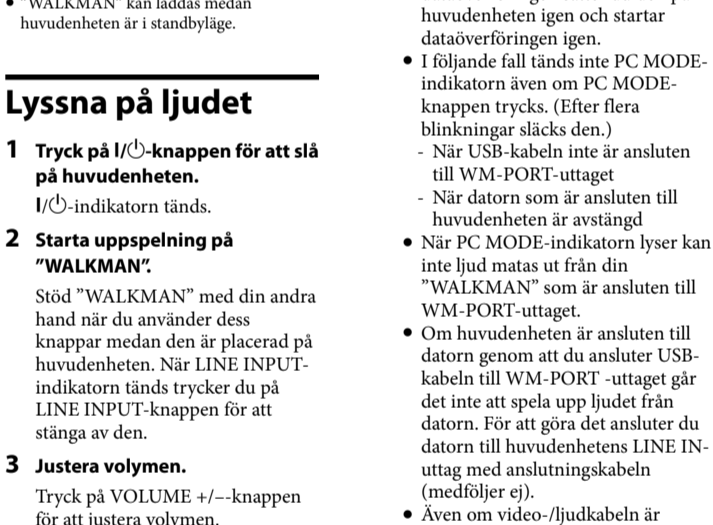 ● "WALKMAN" kan laddas medan
huvudenheten är i standbyläge.
Lyssna på ljudet
1 Tryck på I/⏻-knappen för att slå
på huvudenheten.
I/⏻-indikatorn tänds.
2 Starta uppspelning på
”WALKMAN”.
Stöd ”WALKMAN” med din andra
hand när du använder dess
knappar medan den är placerad på
huvudenheten. När LINE INPUT-
indikatorn tänds trycker du på
LINE INPUT-knappen för att
stänga av den.
3 Justera volymen.
Tryck på VOLUME +/–-knappen
för att justera volymen.
huvudenheten igen och startar
dataöverföringen igen.
● I följande fall tänds inte PC MODE-
indikatorn även om PC MODE-
knappen trycks. (Efter flera
blinkningar släcks den.)
- När USB-kabeln inte är ansluten
till WM-PORT-uttaget
- När datorn som är ansluten till
huvudenheten är avstängd
● När PC MODE-indikatorn lyser kan
inte ljud matas ut från din
”WALKMAN” som är ansluten till
WM-PORT-uttaget.
● Om huvudenheten är ansluten till
datorn genom att du ansluter USB-
kabeln till WM-PORT -uttaget går
det inte att spela upp ljudet från
datorn. För att göra det ansluter du
datorn till huvudenhetens LINE IN-
uttag med anslutningskabeln
(medföljer ej).
● Även om video-/ljudkabeln är